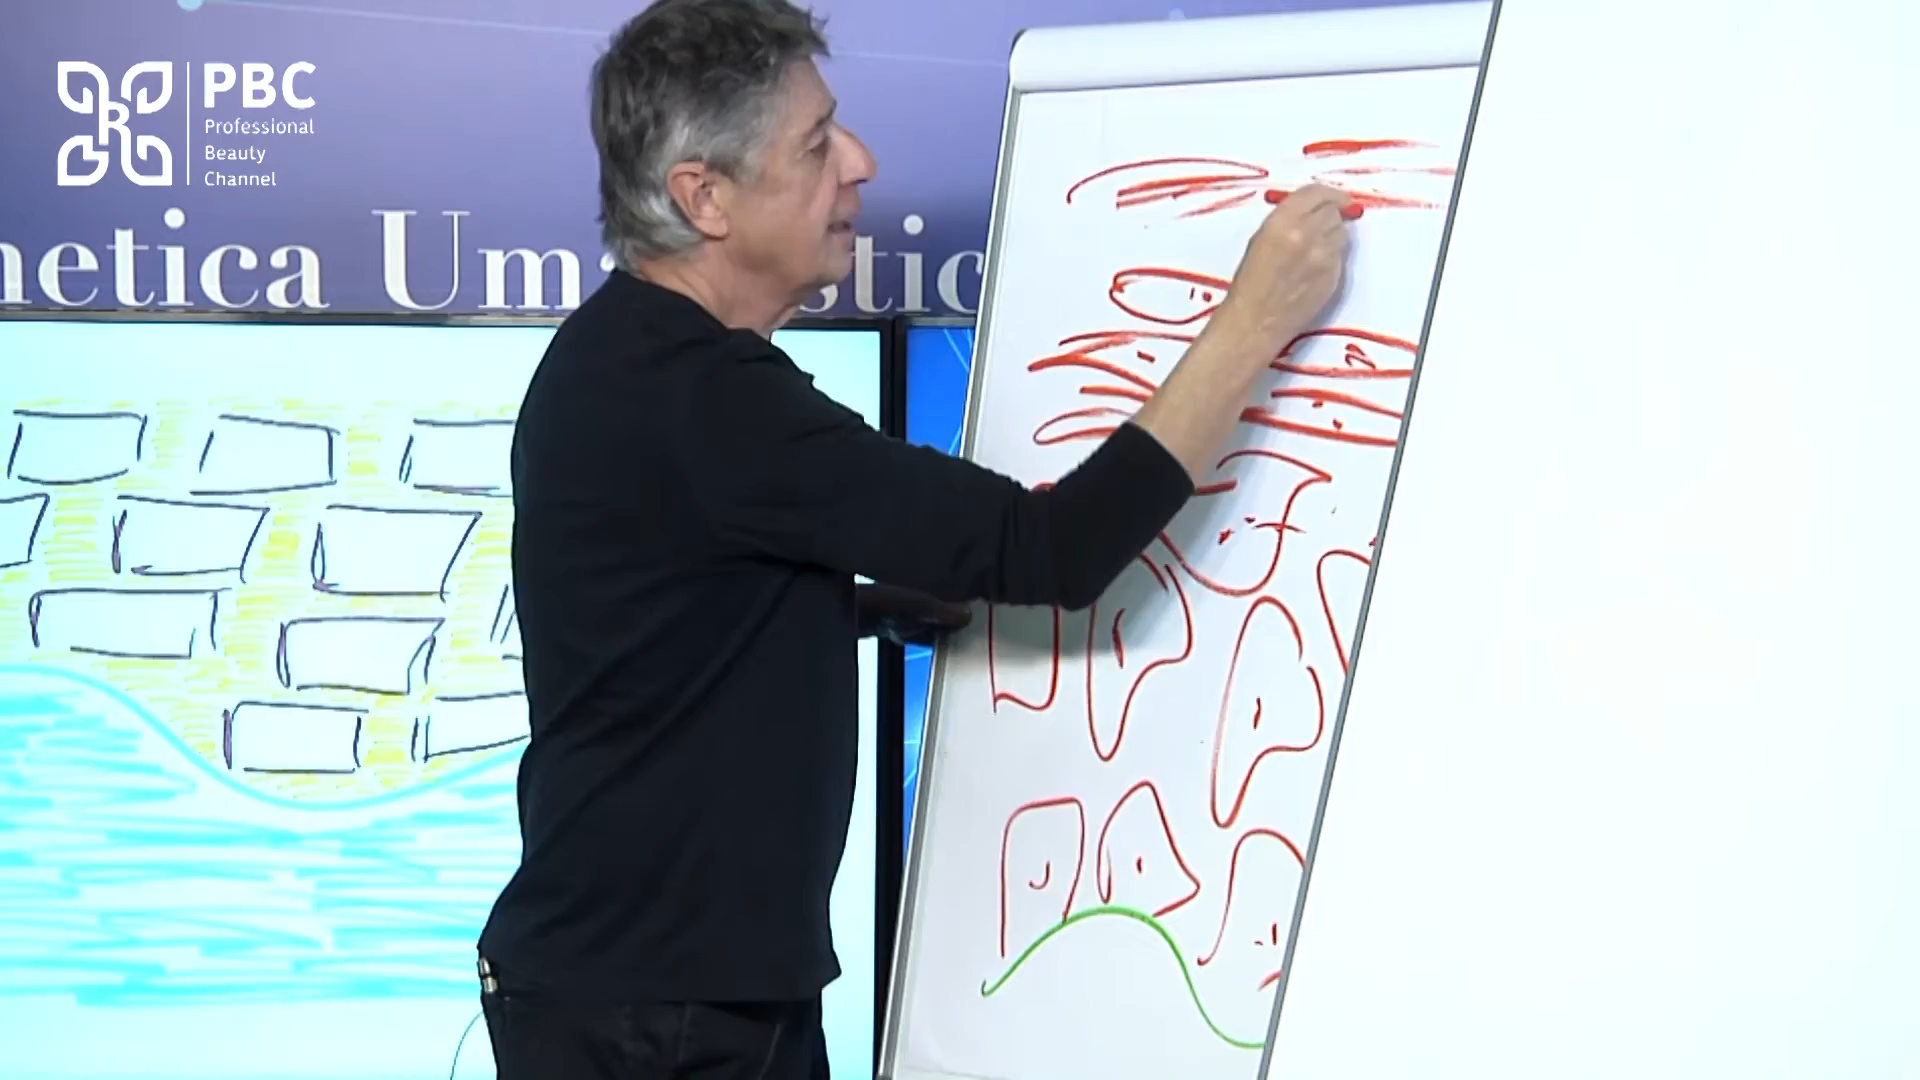 PBC
Professional
Beauty
Channel
netica Um stic